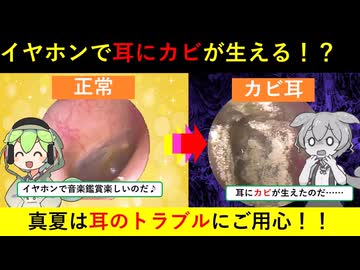 イヤホンで耳にカビが生える！？
正常
カビ耳
イヤホンで音楽鑑賞楽しいのだ♪
耳にカビが生えたのだ……
真夏は耳のトラブルにご用心！！